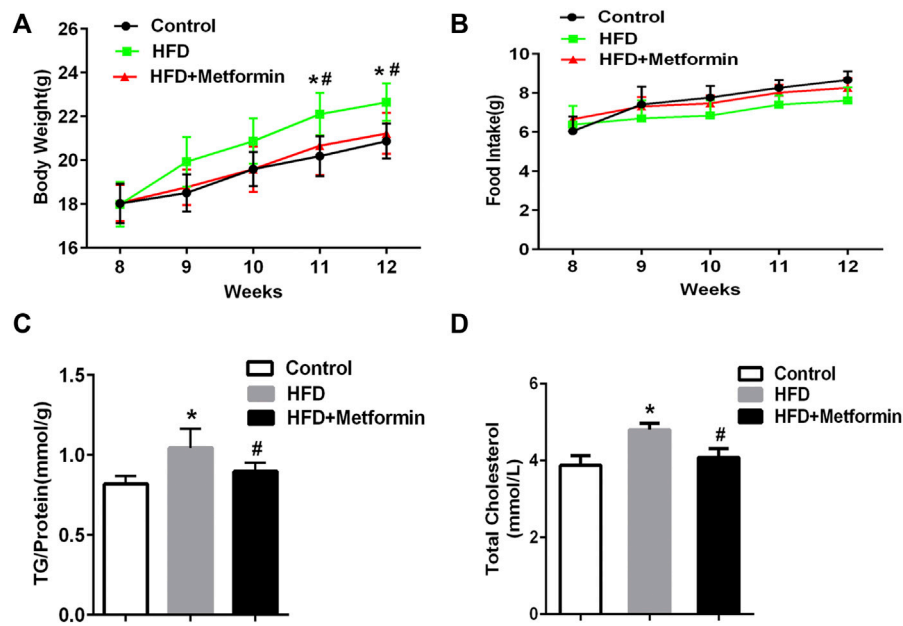 A
Control
HFD
HFD+Metformin
* #
* #
Body Weight(g)
26
24
22
20
18
16
8 9 10 11 12
Weeks
B
Control
HFD
HFD+Metformin
Food Intake(g)
10
8
6
4
2
0
8 9 10 11 12
Weeks
C
Control
HFD
HFD+Metformin
*
#
TG/Protein(mmol/g)
1.5
1.0
0.5
0.0
D
Control
HFD
HFD+Metformin
*
#
Total Cholesterol
(mmol/L)
6
4
2
0